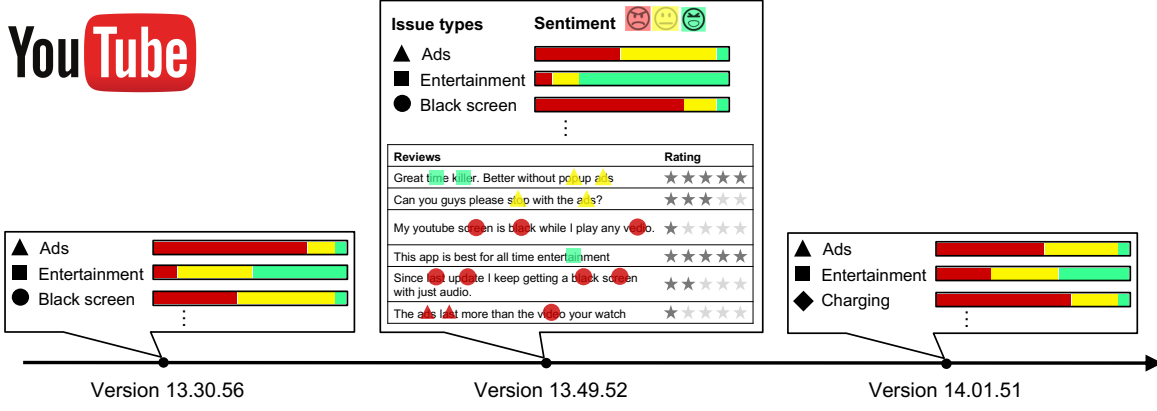 YouTube
Issue types Sentiment
Ads
Entertainment
Black screen
Reviews Rating
Great time killer. Better without popup ads
Can you guys please stop with the ads?
My youtube screen is black while I play any vedio.
This app is best for all time entertainment
Since last update I keep getting a black screen
with just audio.
The ads last more than the video your watch
Ads
Entertainment
Black screen
Ads
Entertainment
Charging
Version 13.30.56
Version 13.49.52
Version 14.01.51